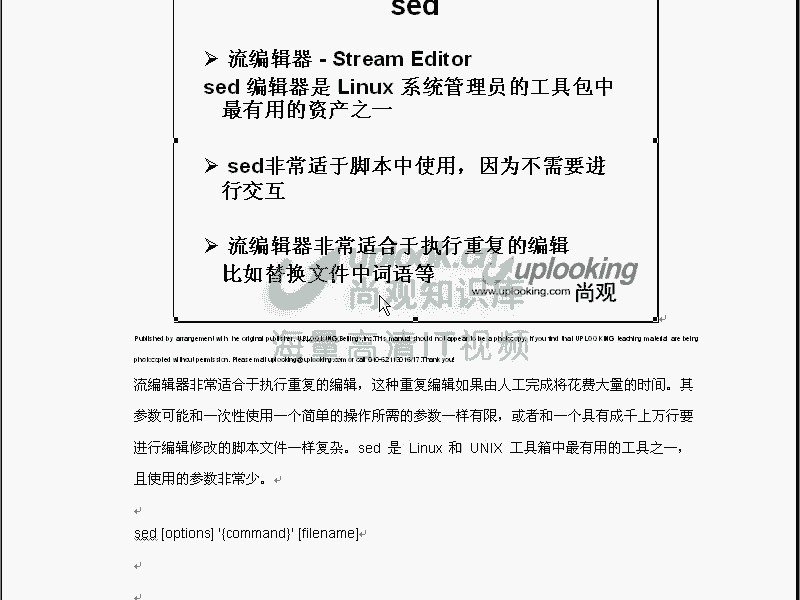 sed
➢ 流编辑器 - Stream Editor
sed 编辑器是 Linux 系统管理员的工具包中
最有用的资产之一
➢ sed非常适于脚本中使用，因为不需要进
行交互
➢ 流编辑器非常适合于执行重复的编辑
比如替换文件中词语等
uplooking
www.uplooking.com 尚观
尚观知识库
海量高清IT视频
Published by arrangement with he original publisher, UPLOOKING Beijing,Inc.This manual should not appear to be a photocopy. If you find that UPLOOKING teaching material are being
photocopied without permission. Please mail uplooking@uplooking.com or call
Thank you!
流编辑器非常适合于执行重复的编辑，这种重复编辑如果由人工完成将花费大量的时间。其
参数可能和一次性使用一个简单的操作所需的参数一样有限，或者和一个具有成千上万行要
进行编辑修改的脚本文件一样复杂。sed 是 Linux 和 UNIX 工具箱中最有用的工具之一，
且使用的参数非常少。
sed [options] '{command}' [filename]